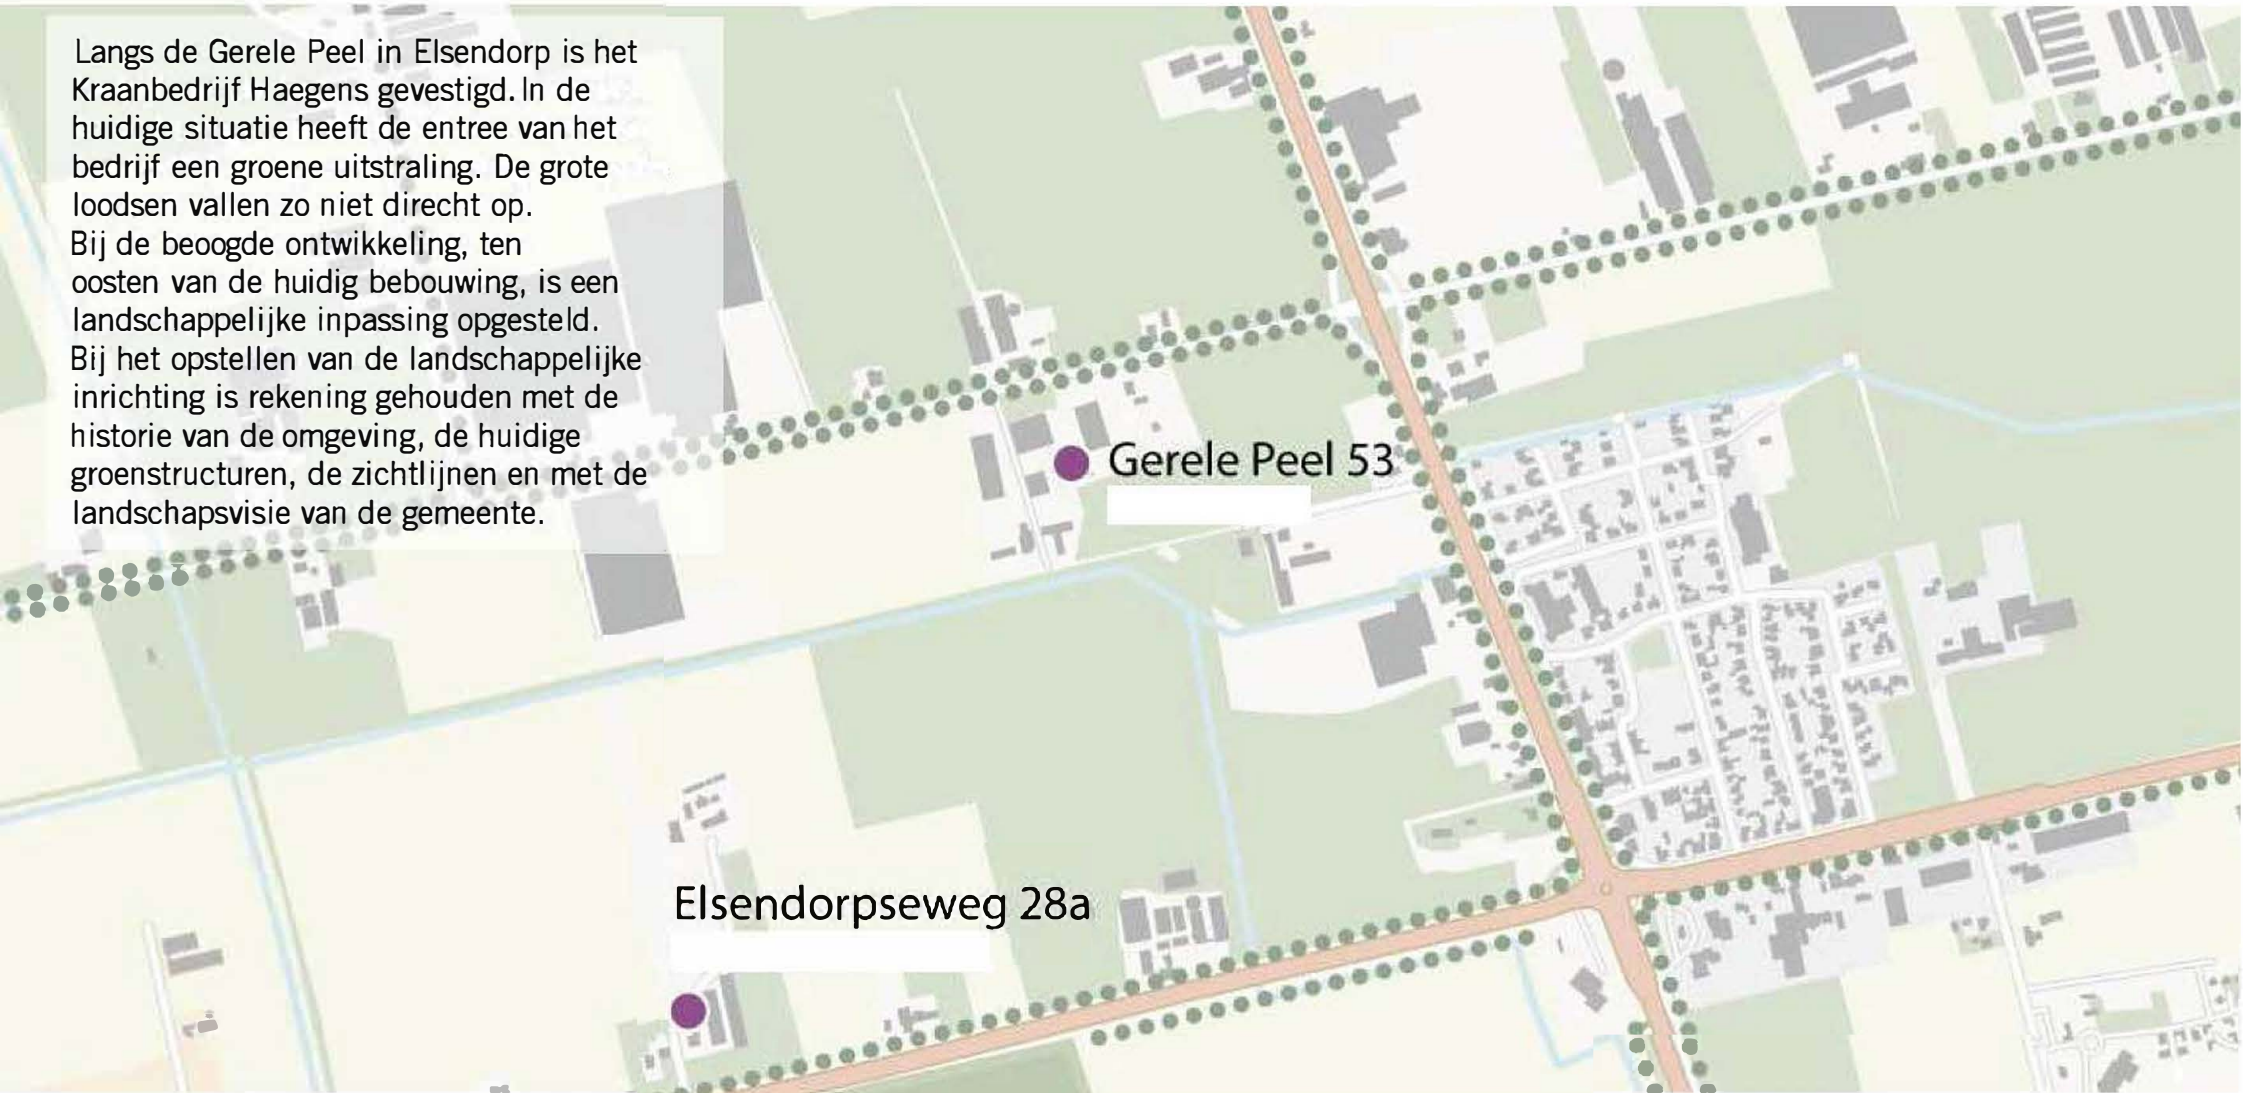 Langs de Gerele Peel in Elsendorp is het
Kraanbedrijf Haegens gevestigd. In de
huidige situatie heeft de entree van het
bedrijf een groene uitstraling. De grote
loodsen vallen zo niet direct op.
Bij de beoogde ontwikkeling, ten
oosten van de huidig bebouwing, is een
landschappelijke inpassing opgesteld.
Bij het opstellen van de landschappelijke
inrichting is rekening gehouden met de
historie van de omgeving, de huidige
groenstructuren, de zichtlijnen en met de
landschapsvisie van de gemeente.
Gerele Peel 53
Elsendorpseweg 28a